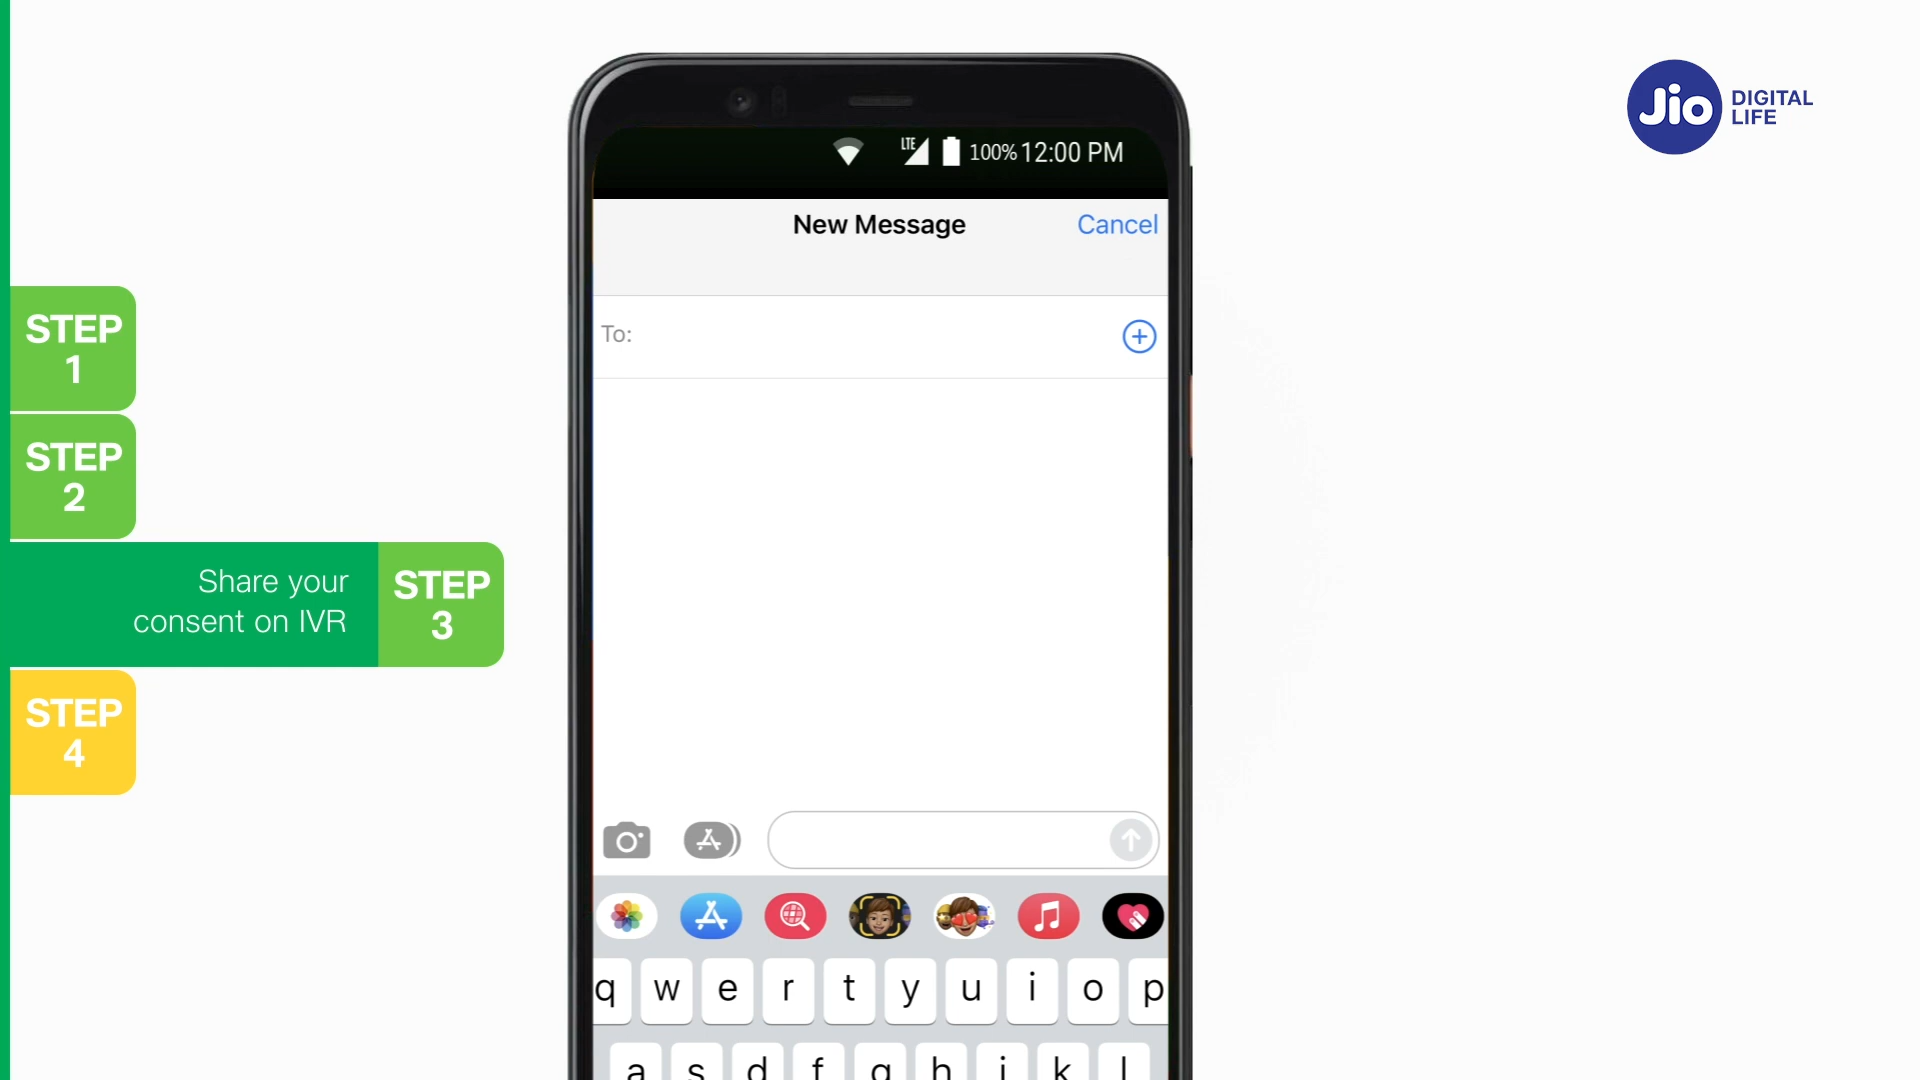 Jio DIGITAL
LIFE
LTE 100% 12:00 PM
New Message Cancel
To:
STEP
1
STEP
2
Share your
consent on IVR
STEP
3
STEP
4
q w e r t y u i o p
a s d f g h j k l